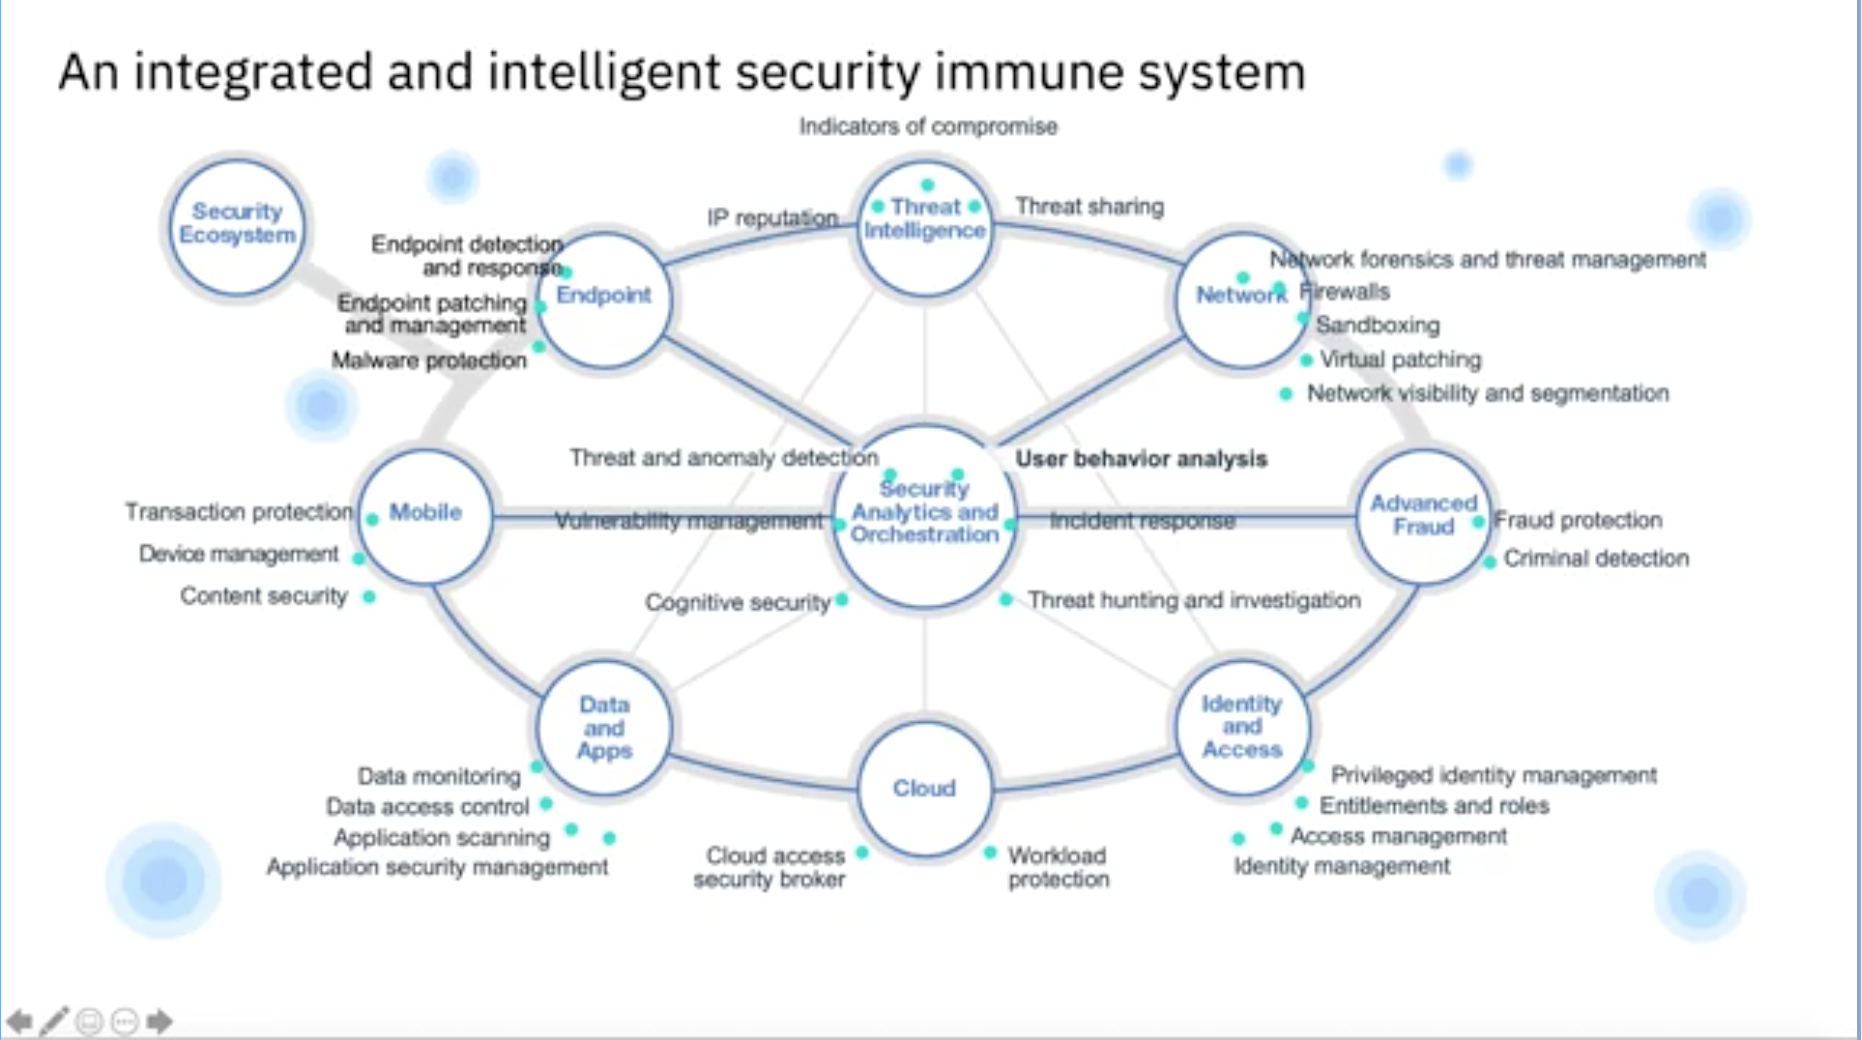 An integrated and intelligent security immune system
Indicators of compromise
Security
Ecosystem
IP reputation
Threat
Intelligence
Threat sharing
Endpoint detection
and response
Endpoint patching
and management
Malware protection
Endpoint
Network
Network forensics and threat management
Firewalls
Sandboxing
Virtual patching
Network visibility and segmentation
Threat and anomaly detection
User behavior analysis
Security
Analytics and
Orchestration
Vulnerability management
Incident response
Cognitive security
Threat hunting and investigation
Transaction protection
Device management
Content security
Mobile
Advanced
Fraud
Fraud protection
Criminal detection
Data
and
Apps
Data monitoring
Data access control
Application scanning
Application security management
Cloud
Cloud access
security broker
Workload
protection
Identity
and
Access
Privileged identity management
Entitlements and roles
Access management
Identity management